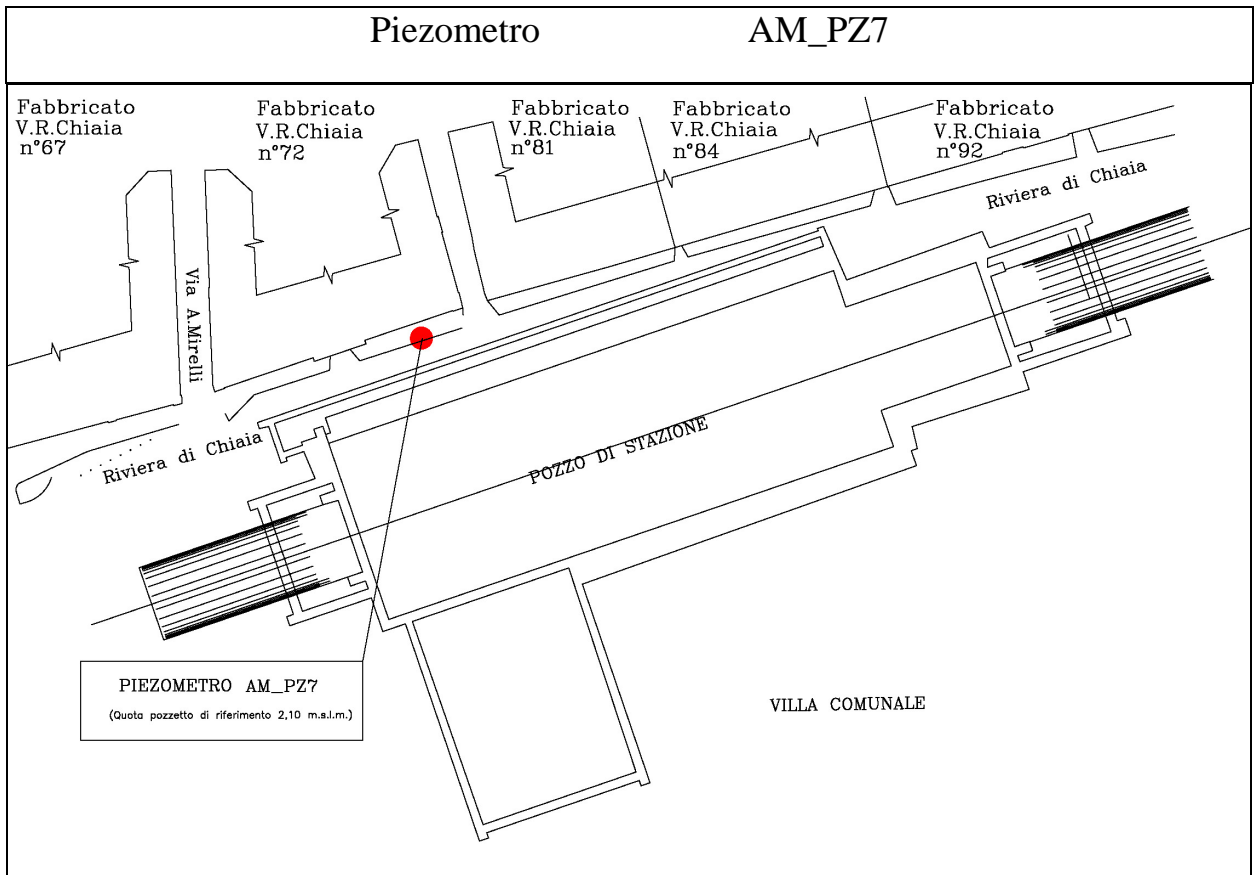 Piezometro AM_PZ7
Fabbricato
V.R.Chiaia
n°67
Fabbricato
V.R.Chiaia
n°72
Fabbricato
V.R.Chiaia
n°81
Fabbricato
V.R.Chiaia
n°84
Fabbricato
V.R.Chiaia
n°92
Riviera di Chiaia
Via A.Mirelli
Riviera di Chiaia
POZZO DI STAZIONE
PIEZOMETRO AM_PZ7
(Quota pozzetto di riferimento 2,10 m.s.l.m.)
VILLA COMUNALE